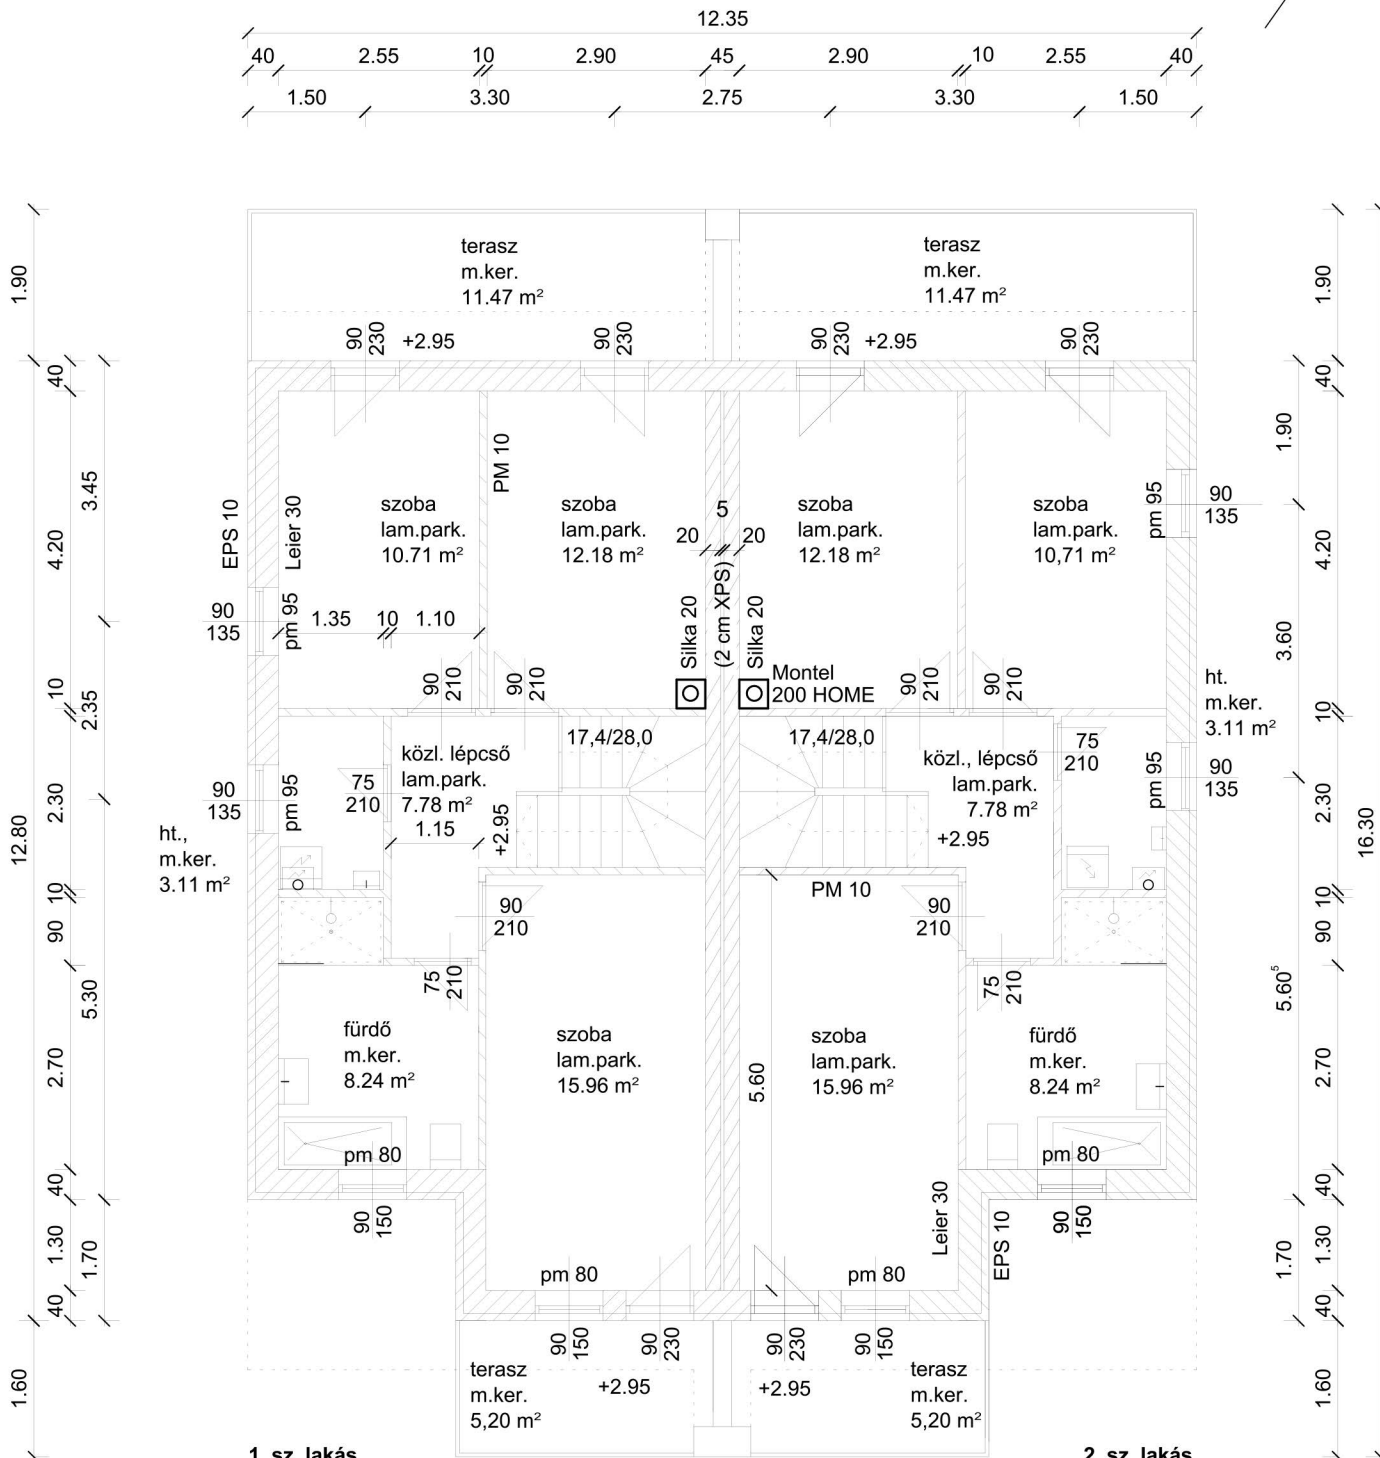 12.35
40 2.55 10 2.90 45 2.90 10 2.55 40
1.50 3.30 2.75 3.30 1.50
terasz
m.ker.
11.47 m²
terasz
m.ker.
11.47 m²
90
230
+2.95
90
230
90
230
+2.95
90
230
1.90
12.80
1.60
40
4.20
10
2.30
10
90
2.70
40
1.30
40
3.45
2.35
5.30
1.70
EPS 10
Leier 30
PM 10
szoba
lam.park.
10.71 m²
szoba
lam.park.
12.18 m²
5
20 20
(2 cm XPS)
Silka 20
Silka 20
szoba
lam.park.
12.18 m²
szoba
lam.park.
10,71 m²
pm 95
90
135
90
135
pm 95
1.35 10 1.10
90
210
90
210
Montel
200 HOME
90
210
90
210
ht.
m.ker.
3.11 m²
17,4/28,0
17,4/28,0
közl. lépcső
lam.park.
7.78 m²
1.15
+2.95
75
210
90
135
pm 95
ht.,
m.ker.
3.11 m²
közl., lépcső
lam.park.
7.78 m²
+2.95
75
210
pm 95
90
135
PM 10
90
210
90
210
75
210
75
210
fürdő
m.ker.
8.24 m²
szoba
lam.park.
15.96 m²
5.60
szoba
lam.park.
15.96 m²
fürdő
m.ker.
8.24 m²
pm 80
90
150
pm 80
90
150
Leier 30
EPS 10
pm 80
pm 80
90
150
90
230
90
230
90
150
terasz
m.ker.
5,20 m²
+2.95
+2.95
terasz
m.ker.
5,20 m²
1.90
3.60
5.60⁵
1.70
1.90
40
4.20
10
2.30
10
90
2.70
40
1.30
40
1.60
16.30
1. sz. lakás
2. sz. lakás